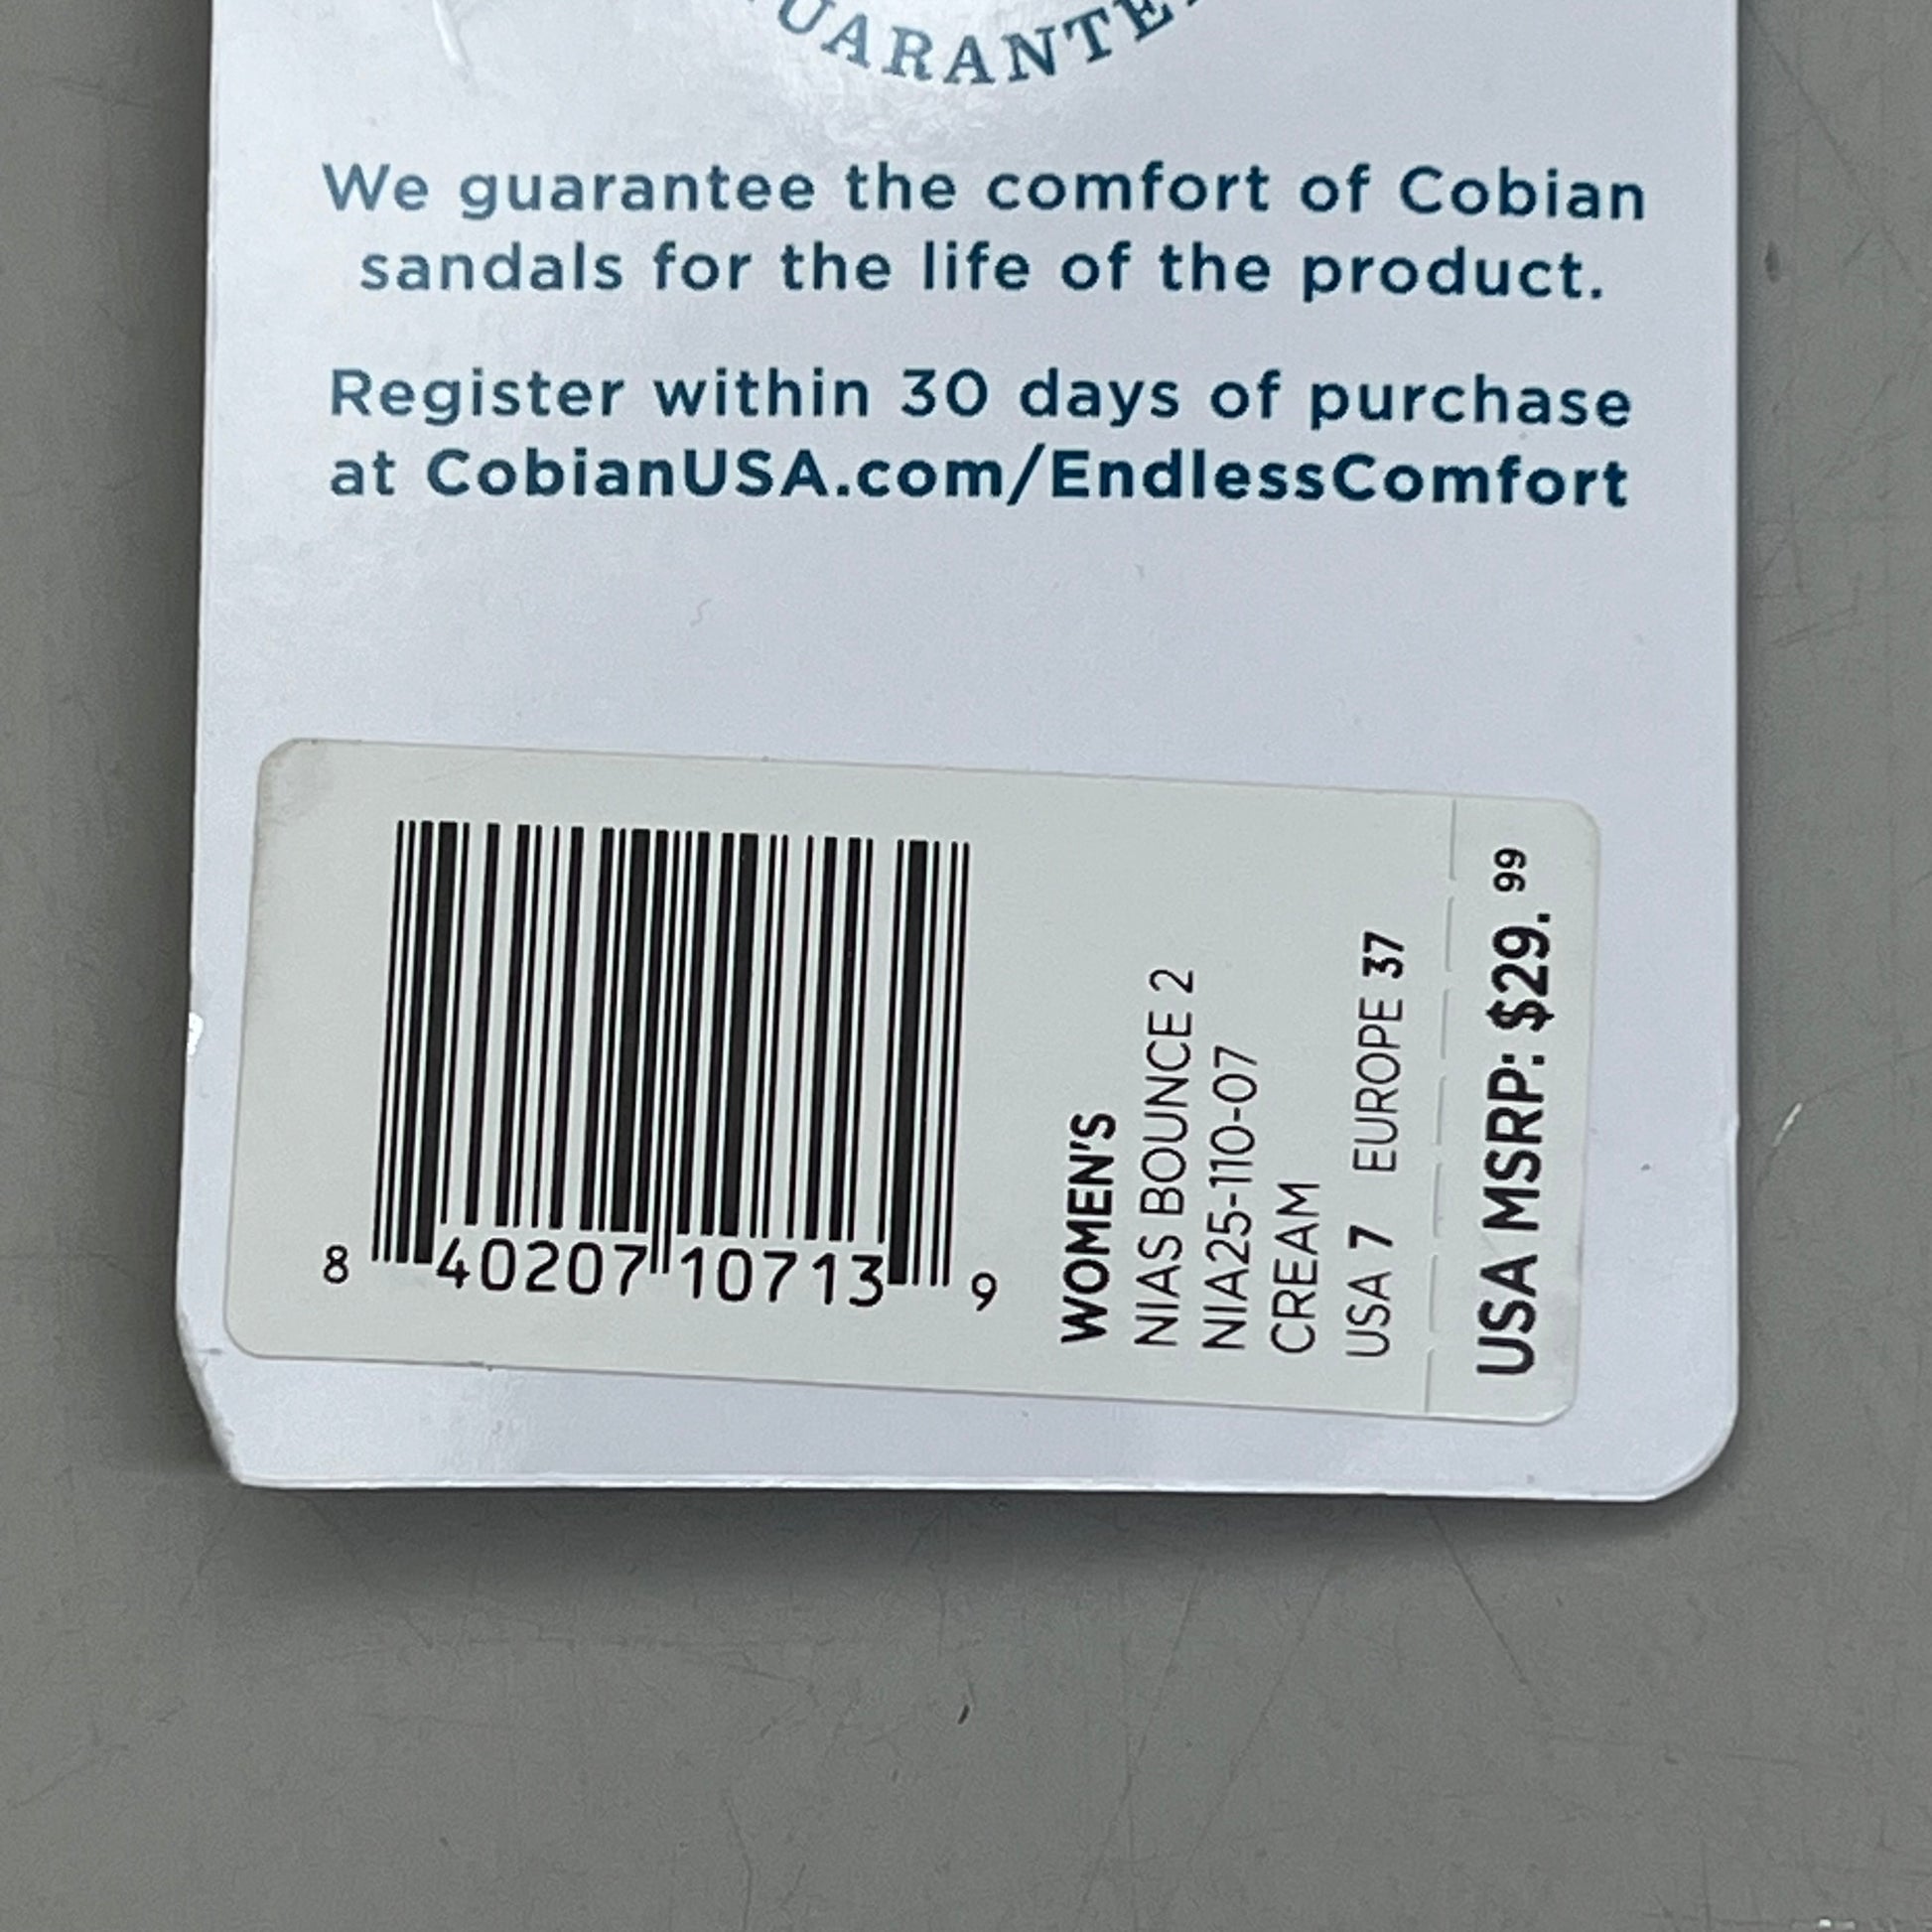 We guarantee the comfort of Cobian
sandals for the life of the product.
Register within 30 days of purchase
at CobianUSA.com/EndlessComfort
8 40207 10713 9
WOMEN'S
NIAS BOUNCE 2
NIA25-110-07
CREAM
USA 7 EUROPE 37
USA MSRP: $29. 99